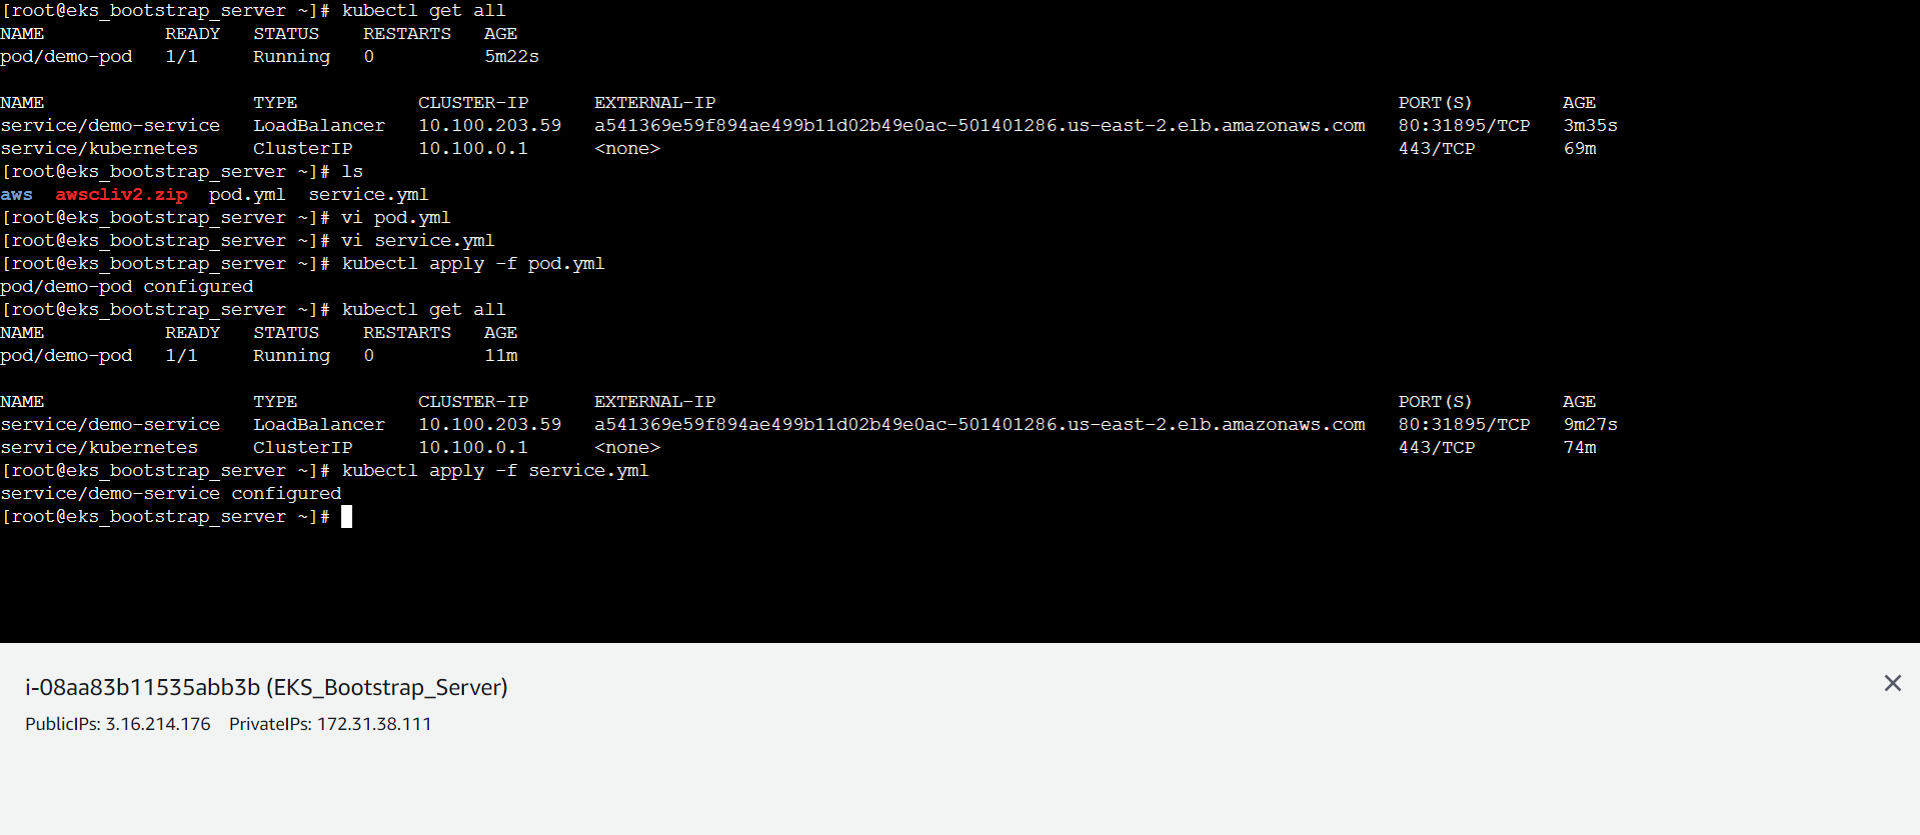 [root@eks_bootstrap_server ~]# kubectl get all
NAME           READY   STATUS    RESTARTS   AGE
pod/demo-pod   1/1     Running   0          5m22s

NAME                   TYPE           CLUSTER-IP      EXTERNAL-IP                                                              PORT(S)        AGE
service/demo-service   LoadBalancer   10.100.203.59   a541369e59f894ae499b11d02b49e0ac-501401286.us-east-2.elb.amazonaws.com   80:31895/TCP   3m35s
service/kubernetes     ClusterIP      10.100.0.1      <none>                                                                   443/TCP        69m
[root@eks_bootstrap_server ~]# ls
aws  awscliv2.zip  pod.yml  service.yml
[root@eks_bootstrap_server ~]# vi pod.yml
[root@eks_bootstrap_server ~]# vi service.yml
[root@eks_bootstrap_server ~]# kubectl apply -f pod.yml
pod/demo-pod configured
[root@eks_bootstrap_server ~]# kubectl get all
NAME           READY   STATUS    RESTARTS   AGE
pod/demo-pod   1/1     Running   0          11m

NAME                   TYPE           CLUSTER-IP      EXTERNAL-IP                                                              PORT(S)        AGE
service/demo-service   LoadBalancer   10.100.203.59   a541369e59f894ae499b11d02b49e0ac-501401286.us-east-2.elb.amazonaws.com   80:31895/TCP   9m27s
service/kubernetes     ClusterIP      10.100.0.1      <none>                                                                   443/TCP        74m
[root@eks_bootstrap_server ~]# kubectl apply -f service.yml
service/demo-service configured
[root@eks_bootstrap_server ~]#
i-08aa83b11535abb3b (EKS_Bootstrap_Server)
PublicIPs: 3.16.214.176    PrivateIPs: 172.31.38.111